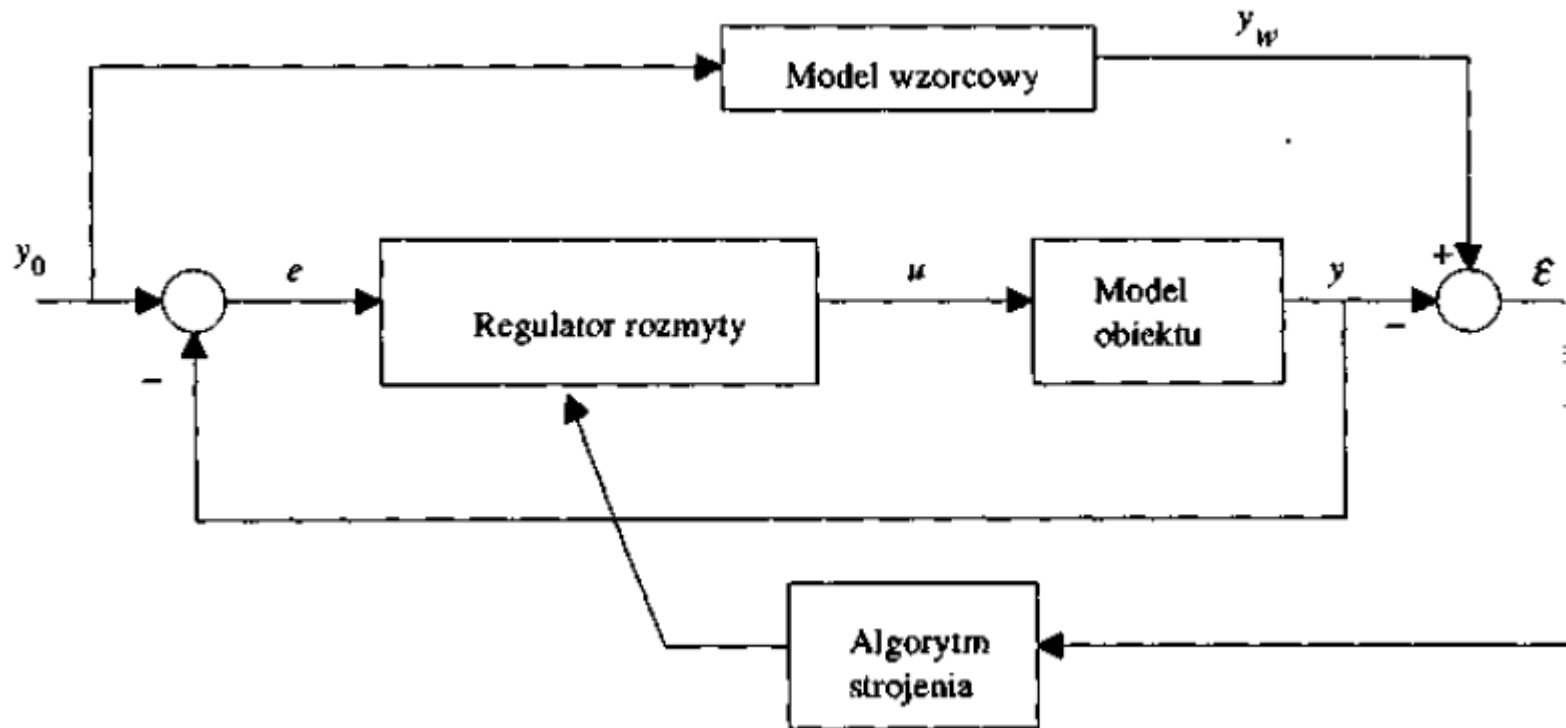 y_w
Model wzorcowy
y_0
e
Regulator rozmyty
u
Model
obiektu
y
+
ε
−
−
Algorytm
strojenia